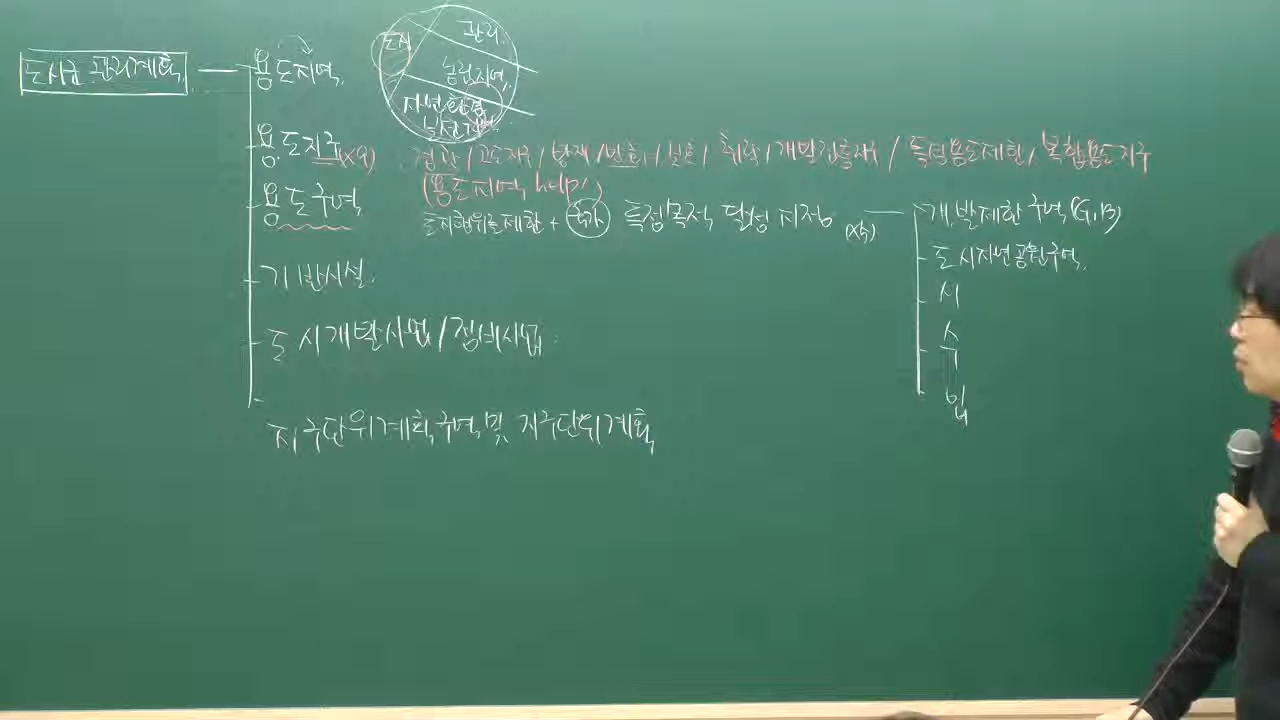 도시군 관리계획
용도지역
도시
관리
농림지역
자연환경
보전지역
용도지구(x9)
경관 / 고도지구 / 방재 / 방화 / 보호 / 취락 / 개발진흥지구 / 특정용도제한 / 복합용도지구
(용도지역
용도구역
토지행위를 제한 + 특정목적 달성 지정
개발제한구역(G.B)
도시자연공원구역
시
수
입
기반시설
도시개발사업/정비사업
지구단위계획구역 및 지구단위계획